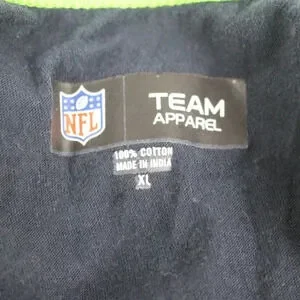 NFL
TEAM
APPAREL
100% COTTON
MADE IN INDIA
XL